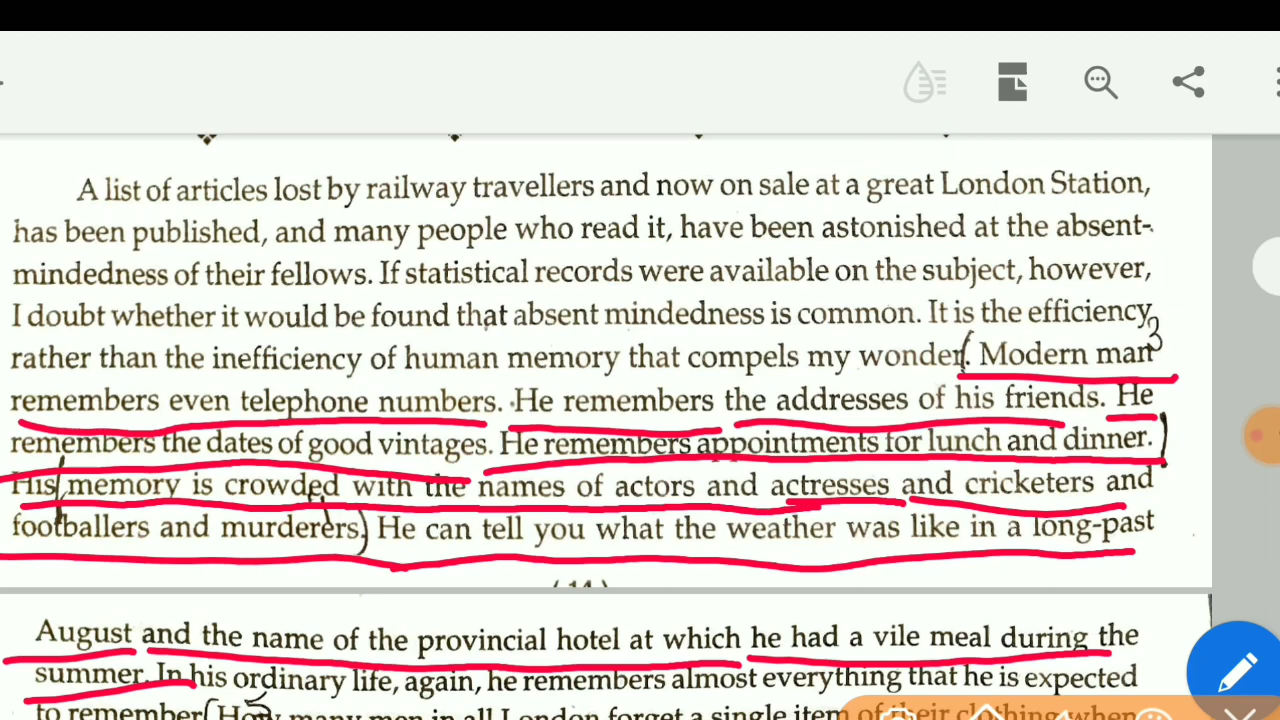 A list of articles lost by railway travellers and now on sale at a great London Station,
has been published, and many people who read it, have been astonished at the absent-
mindedness of their fellows. If statistical records were available on the subject, however,
I doubt whether it would be found that absent mindedness is common. It is the efficiency
rather than the inefficiency of human memory that compels my wonder. Modern man
remembers even telephone numbers. He remembers the addresses of his friends. He
remembers the dates of good vintages. He remembers appointments for lunch and dinner.
His memory is crowded with the names of actors and actresses and cricketers and
footballers and murderers. He can tell you what the weather was like in a long-past
August and the name of the provincial hotel at which he had a vile meal during the
summer. In his ordinary life, again, he remembers almost everything that he is expected
to remember. How many men in all London forget a single item of their clothing when